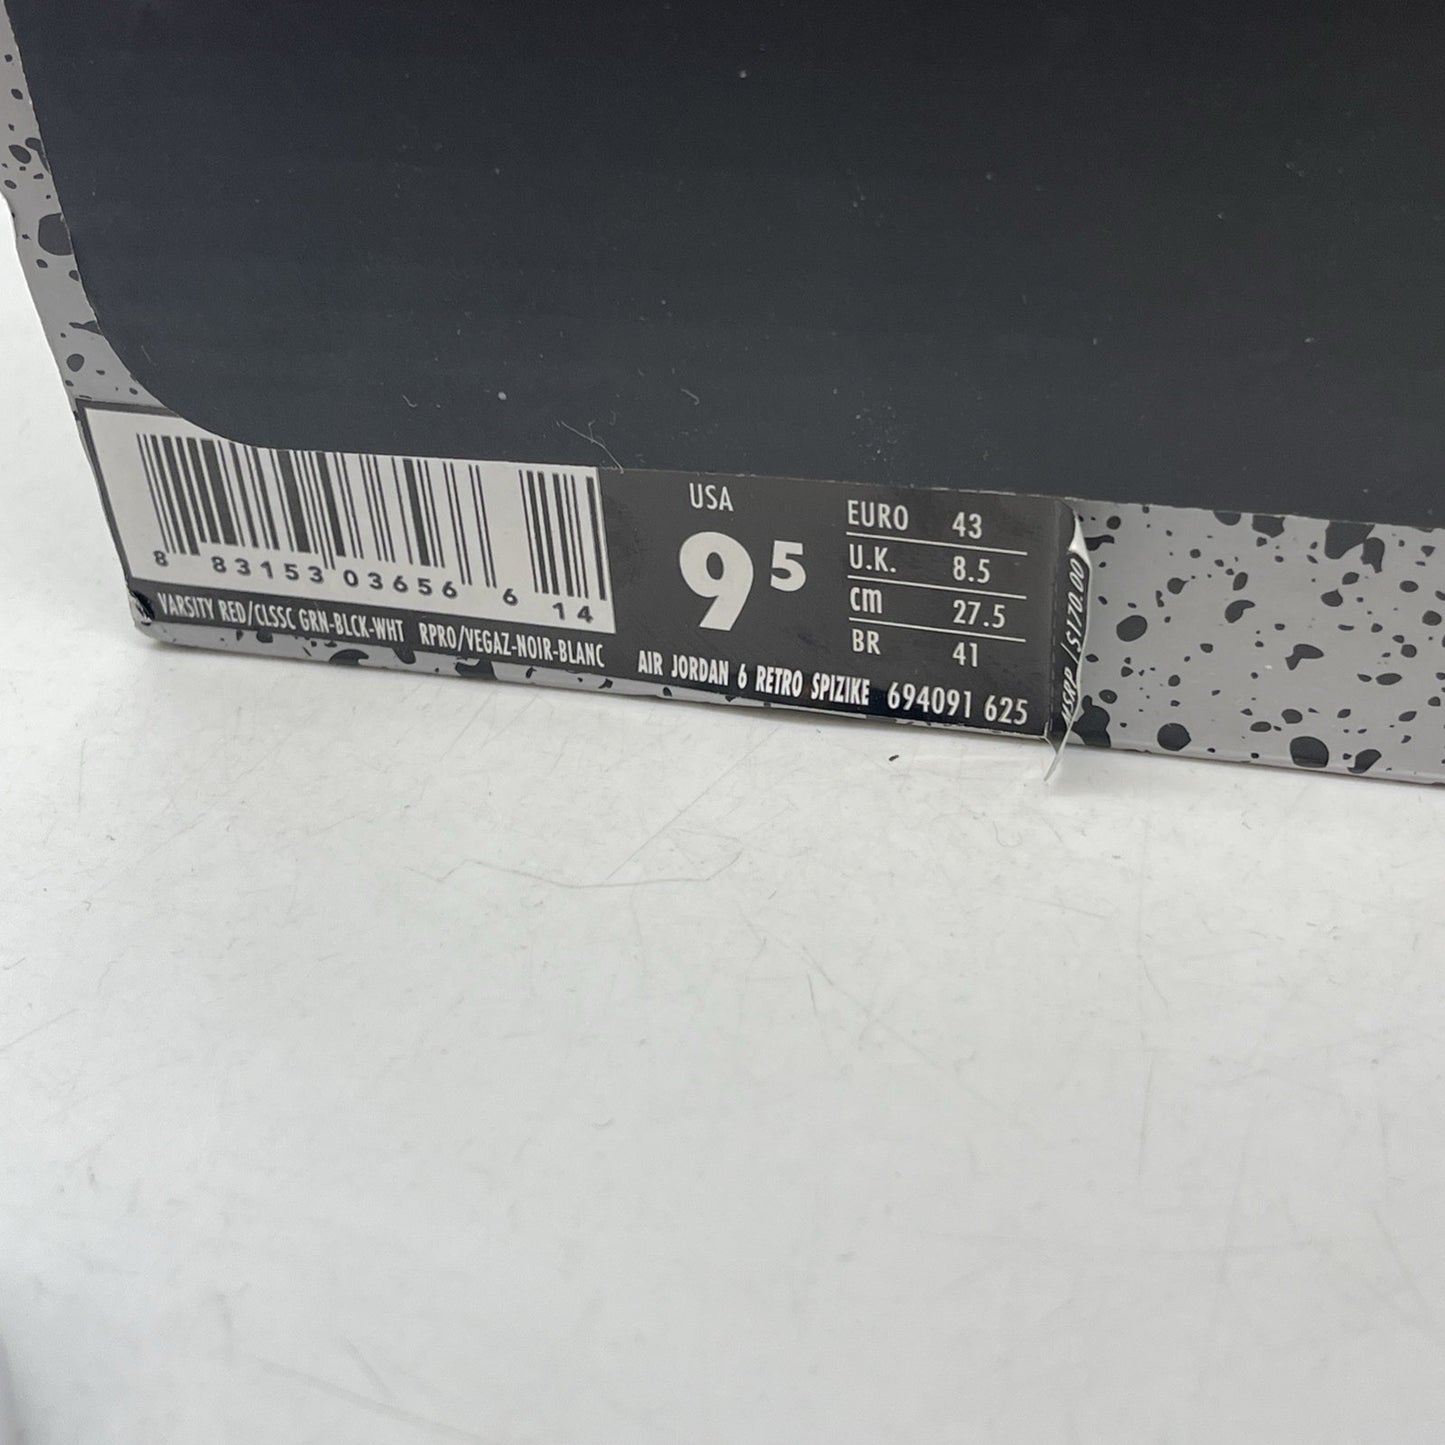 8 83153 03656 6 14
VARSITY RED/CLSSC GRN-BLCK-WHT RPRO/VEGAZ-NOIR-BLANC
USA
9 5
EURO 43
U.K. 8.5
cm 27.5
BR 41
AIR JORDAN 6 RETRO SPIZIKE 694091 625
MSRP / $170.00